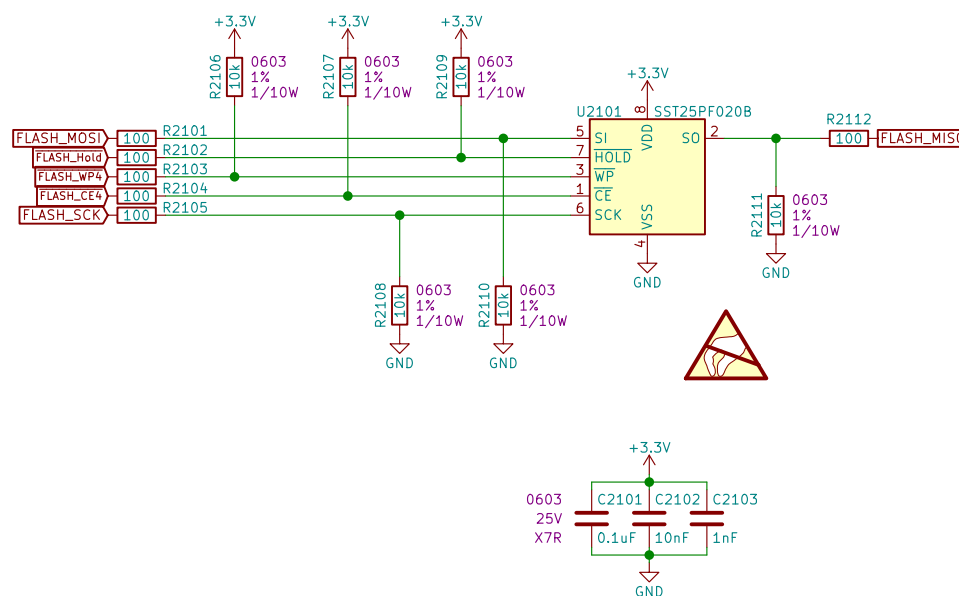 +3.3V +3.3V +3.3V
R2106 10k 0603 1% 1/10W
R2107 10k 0603 1% 1/10W
R2109 10k 0603 1% 1/10W
+3.3V
U2101 SST25PF020B
FLASH_MOSI 100 R2101
FLASH_Hold 100 R2102
FLASH_WP4 100 R2103
FLASH_CE4 100 R2104
FLASH_SCK 100 R2105
5 SI
7 HOLD
3 WP
1 CE
6 SCK
8 VDD
SO 2
4 VSS
GND
R2112
100 FLASH_MISO
R2111 10k 0603 1% 1/10W
GND
R2108 10k 0603 1% 1/10W
GND
R2110 10k 0603 1% 1/10W
GND
+3.3V
0603 C2101 C2102 C2103
25V
X7R 0.1uF 10nF 1nF
GND